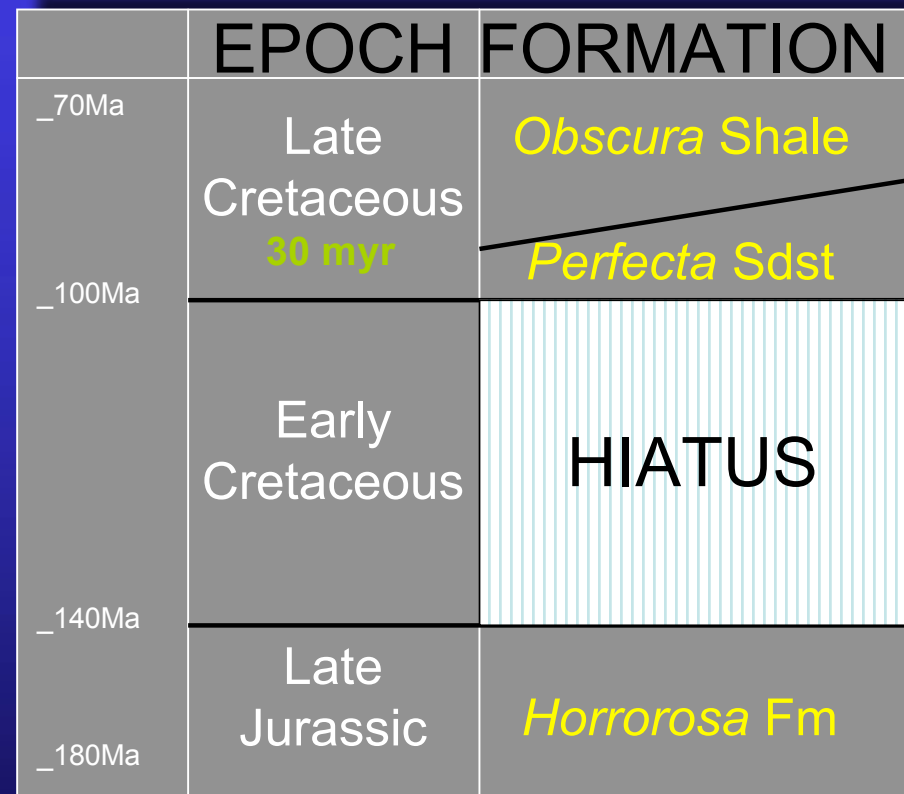 EPOCH FORMATION
_70Ma
Late
Cretaceous
30 myr
Obscura Shale
Perfecta Sdst
_100Ma
Early
Cretaceous
HIATUS
_140Ma
Late
Jurassic
Horrorosa Fm
_180Ma